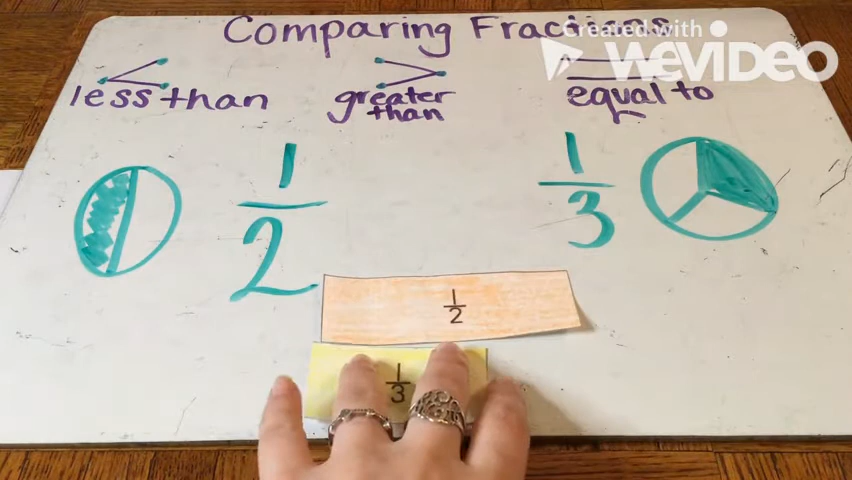 Comparing Fractions
Created with
WEVIDEO
<
>
=
less than
greater
than
equal to
1/2
1/3
1/2
1/3